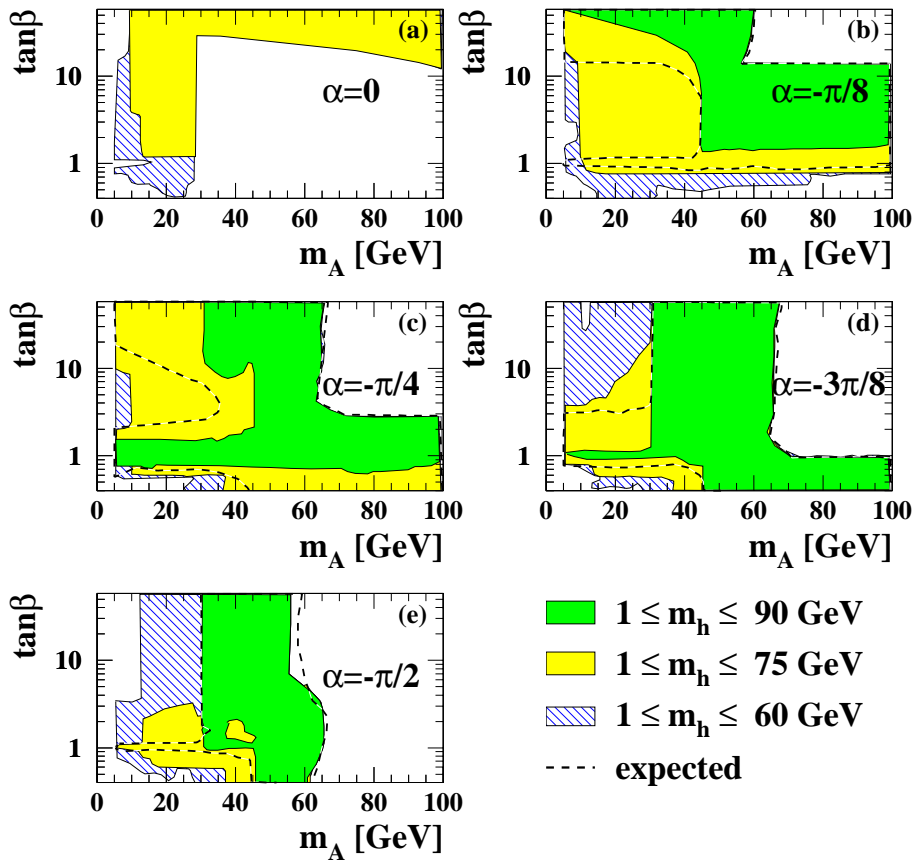 tanβ
10
1
(a)
α=0
0 20 40 60 80 100
m_A [GeV]
tanβ
10
1
(b)
α=-π/8
0 20 40 60 80 100
m_A [GeV]
tanβ
10
1
(c)
α=-π/4
0 20 40 60 80 100
m_A [GeV]
tanβ
10
1
(d)
α=-3π/8
0 20 40 60 80 100
m_A [GeV]
tanβ
10
1
(e)
α=-π/2
0 20 40 60 80 100
m_A [GeV]
1 ≤ m_h ≤ 90 GeV
1 ≤ m_h ≤ 75 GeV
1 ≤ m_h ≤ 60 GeV
expected